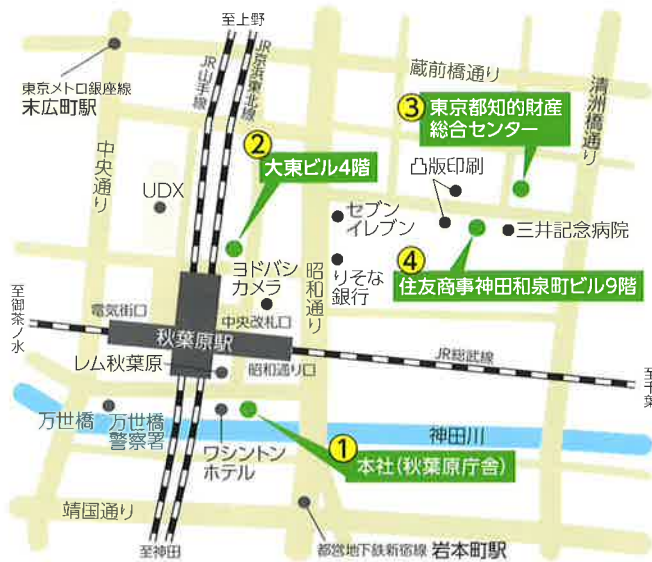 至上野
JR山手線
JR京浜東北線
蔵前橋通り
清洲橋通り
東京メトロ銀座線
末広町駅
中央通り
③
東京都知的財産
総合センター
②
大東ビル4階
凸版印刷
UDX
セブン
イレブン
三井記念病院
ヨドバシ
カメラ
昭和通り
りそな
銀行
④
住友商事神田和泉町ビル9階
至御茶ノ水
電気街口
中央改札口
秋葉原駅
レム秋葉原
昭和通り口
JR総武線
至千葉
万世橋
万世橋
警察署
ワシントン
ホテル
①
本社(秋葉原庁舎)
神田川
靖国通り
至神田
都営地下鉄新宿線 岩本町駅